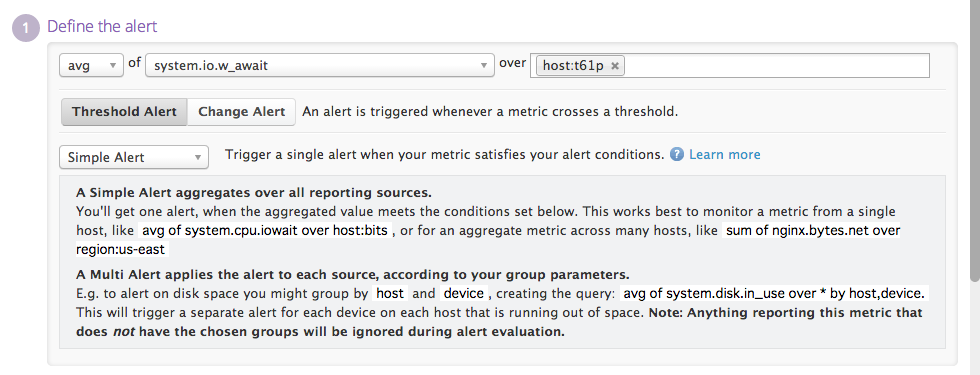 1 Define the alert
avg of system.io.w_await over host:t61p ×
Threshold Alert Change Alert An alert is triggered whenever a metric crosses a threshold.
Simple Alert Trigger a single alert when your metric satisfies your alert conditions. ? Learn more
A Simple Alert aggregates over all reporting sources.
You'll get one alert, when the aggregated value meets the conditions set below. This works best to monitor a metric from a single
host, like avg of system.cpu.iowait over host:bits , or for an aggregate metric across many hosts, like sum of nginx.bytes.net over
region:us-east
A Multi Alert applies the alert to each source, according to your group parameters.
E.g. to alert on disk space you might group by host and device , creating the query: avg of system.disk.in_use over * by host,device.
This will trigger a separate alert for each device on each host that is running out of space. Note: Anything reporting this metric that
does not have the chosen groups will be ignored during alert evaluation.